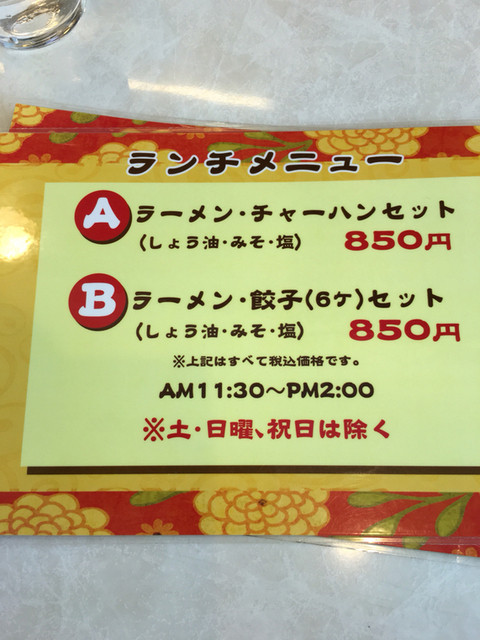 ランチメニュー
A ラーメン・チャーハンセット
(しょう油・みそ・塩) 850円
B ラーメン・餃子(6ケ)セット
(しょう油・みそ・塩) 850円
※上記はすべて税込価格です。
AM11:30〜PM2:00
※土・日曜、祝日は除く